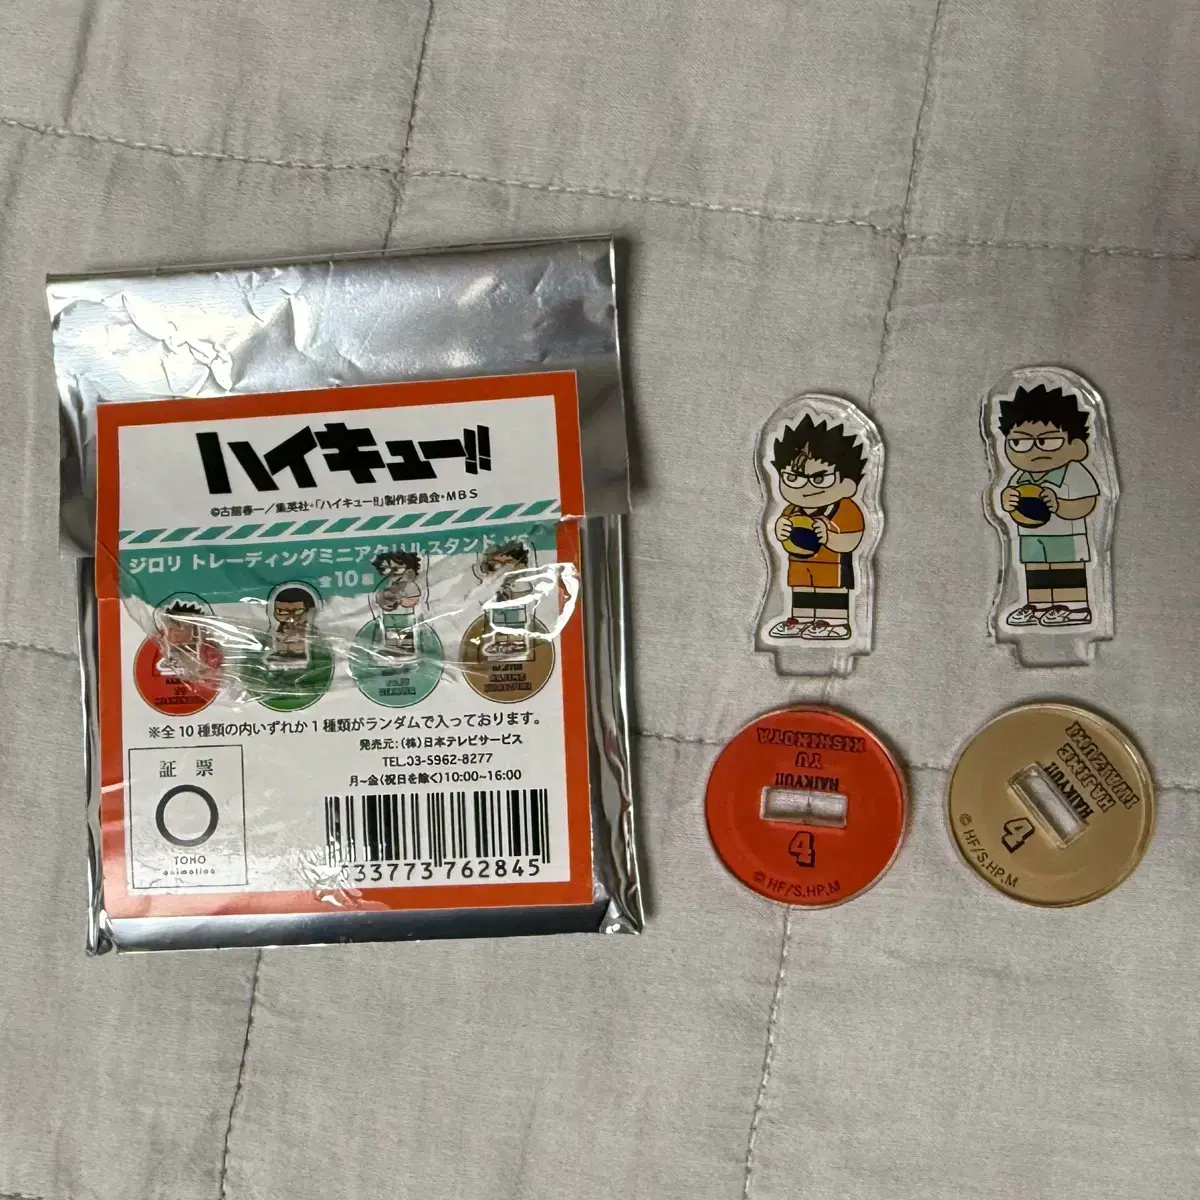 ハイキュー!!
©古舘春一/集英社・「ハイキュー!!」製作委員会・MBS
ジロリ トレーディングミニアクリルスタンド
全10種
※全10種類の内いずれか1種類がランダムで入っております。
発売元:(株)日本テレビサービス
TEL.03-5962-8277
月~金(祝日を除く)10:00~16:00
証票
TOHO
animation
533773 762845
YU
NISHINOYA
HAIKYU!!
4
©HF/S,HP,M
HAJIME
IWAIZUMI
HAIKYU!!
4
©HF/S,HP,M